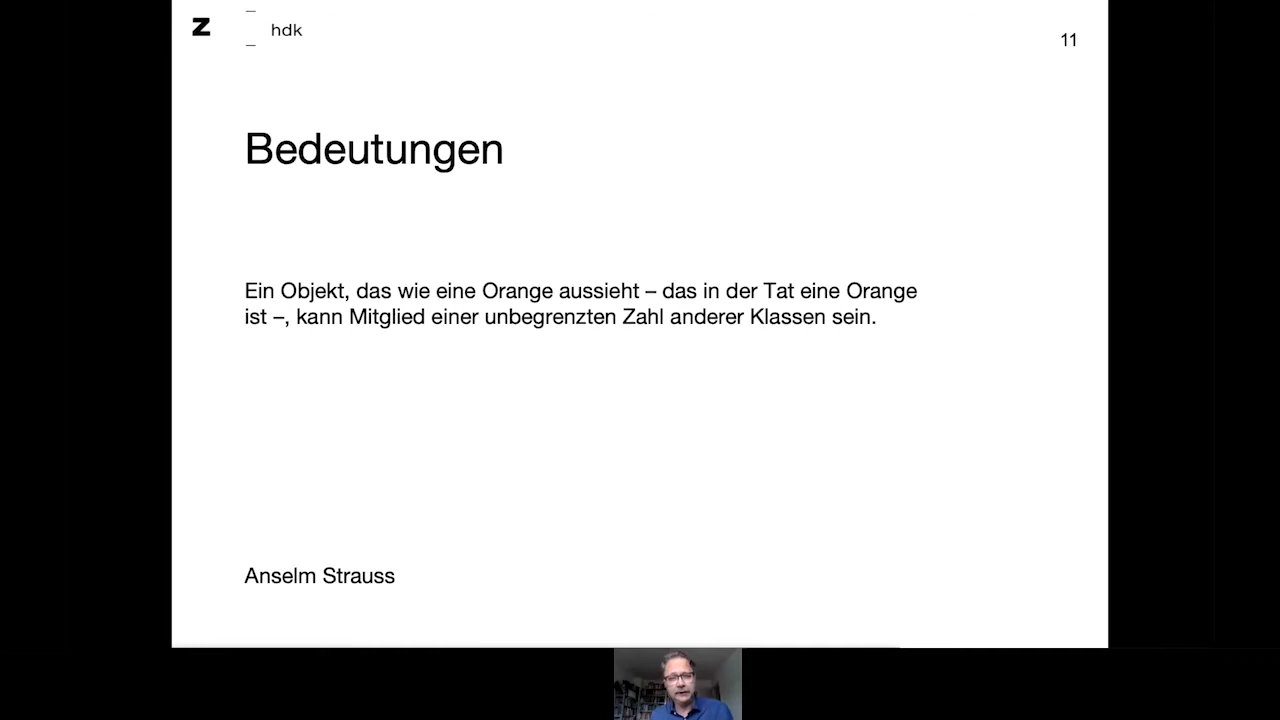 Z
hdk
11
Bedeutungen
Ein Objekt, das wie eine Orange aussieht – das in der Tat eine Orange
ist –, kann Mitglied einer unbegrenzten Zahl anderer Klassen sein.
Anselm Strauss